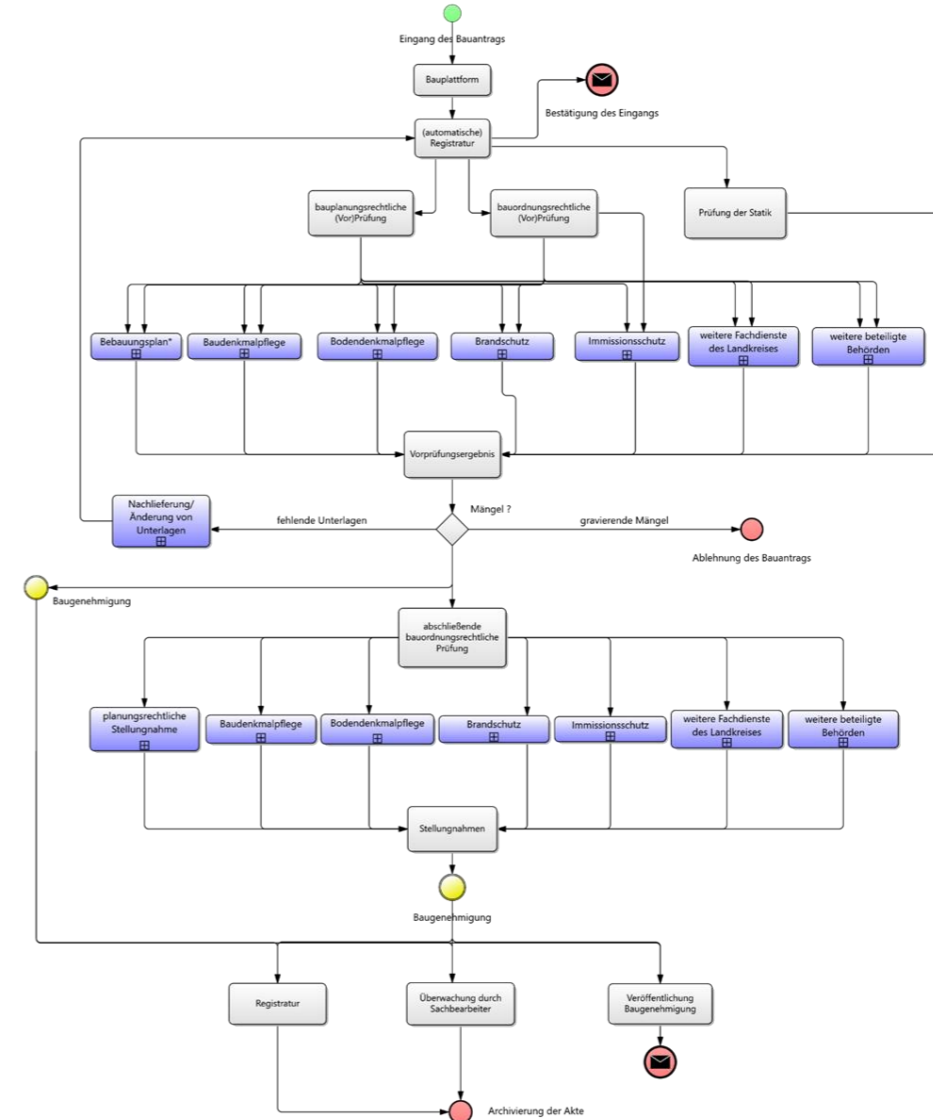 Eingang des Bauantrags
Bauplattform
Bestätigung des Eingangs
(automatische)
Registratur
bauplanungsrechtliche
(Vor)Prüfung
bauordnungsrechtliche
(Vor)Prüfung
Prüfung der Statik
Bebauungsplan*
Baudenkmalpflege
Bodendenkmalpflege
Brandschutz
Immissionsschutz
weitere Fachdienste
des Landkreises
weitere beteiligte
Behörden
Vorprüfungsergebnis
Nachlieferung/
Änderung von
Unterlagen
fehlende Unterlagen
Mängel ?
gravierende Mängel
Ablehnung des Bauantrags
Baugenehmigung
abschließende
bauordnungsrechtliche
Prüfung
planungsrechtliche
Stellungnahme
Baudenkmalpflege
Bodendenkmalpflege
Brandschutz
Immissionsschutz
weitere Fachdienste
des Landkreises
weitere beteiligte
Behörden
Stellungnahmen
Baugenehmigung
Registratur
Überwachung durch
Sachbearbeiter
Veröffentlichung
Baugenehmigung
Archivierung der Akte